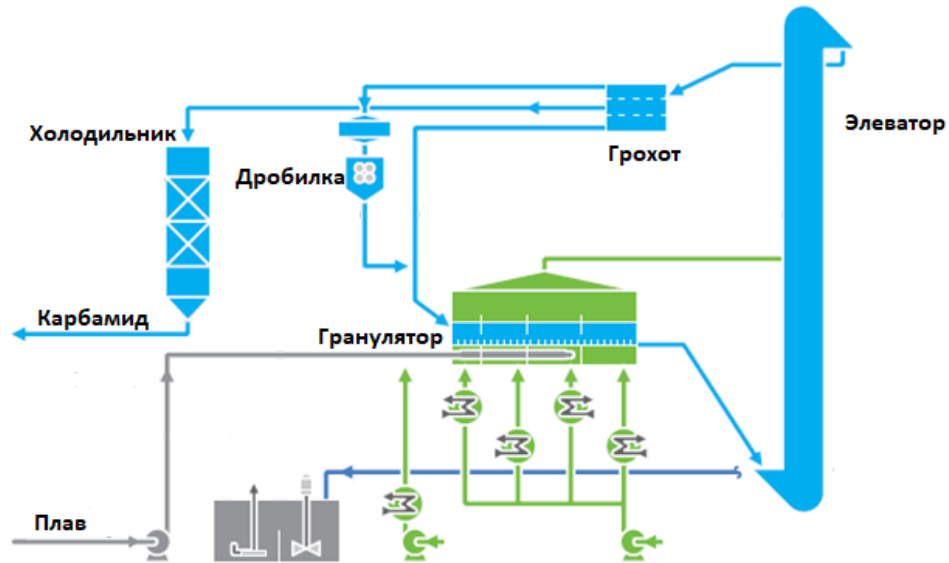 Холодильник
Элеватор
Грохот
Дробилка
Карбамид
Гранулятор
Плав